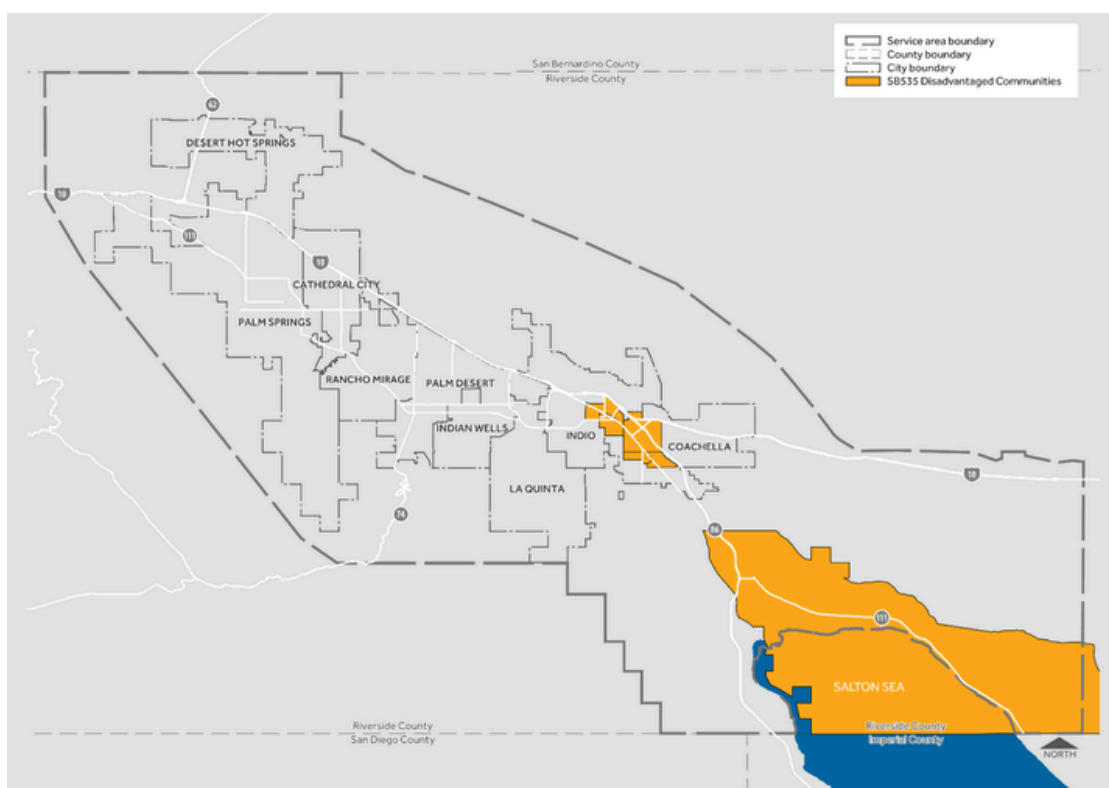 Service area boundary
County boundary
City boundary
SB535 Disadvantaged Communities
San Bernardino County
Riverside County
62
DESERT HOT SPRINGS
10
111
10
CATHEDRAL CITY
PALM SPRINGS
RANCHO MIRAGE
PALM DESERT
INDIAN WELLS
INDIO
COACHELLA
10
LA QUINTA
74
86
111
SALTON SEA
Riverside County
San Diego County
Riverside County
Imperial County
NORTH